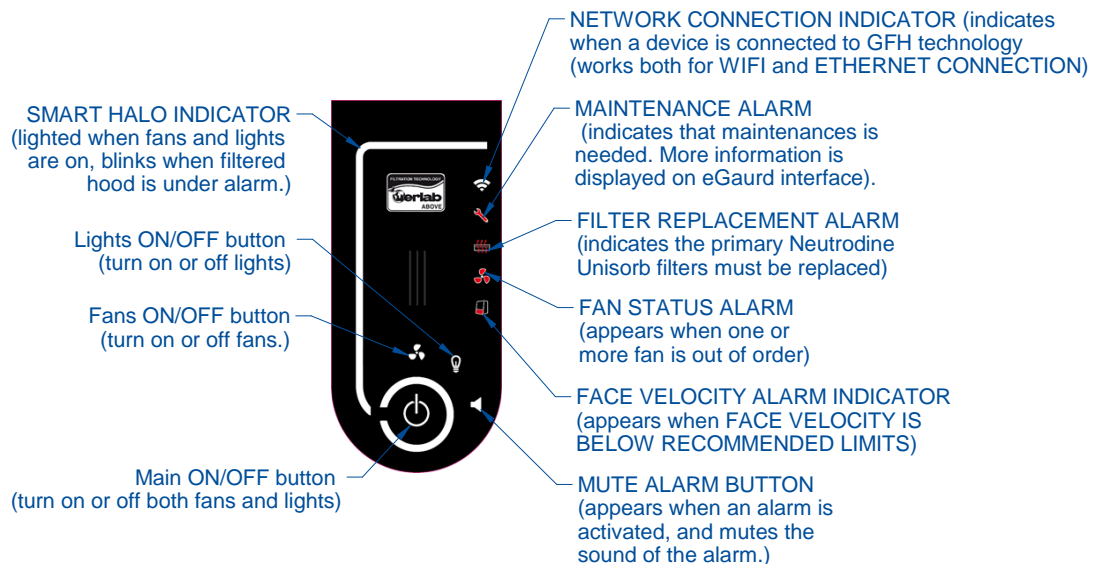 NETWORK CONNECTION INDICATOR (indicates
when a device is connected to GFH technology
(works both for WIFI and ETHERNET CONNECTION)
SMART HALO INDICATOR
(lighted when fans and lights
are on, blinks when filtered
hood is under alarm.)
MAINTENANCE ALARM
(indicates that maintenances is
needed. More information is
displayed on eGaurd interface).
FILTRATION TECHNOLOGY
erlab
ABOVE
Lights ON/OFF button
(turn on or off lights)
FILTER REPLACEMENT ALARM
(indicates the primary Neutrodine
Unisorb filters must be replaced)
Fans ON/OFF button
(turn on or off fans.)
FAN STATUS ALARM
(appears when one or
more fan is out of order)
FACE VELOCITY ALARM INDICATOR
(appears when FACE VELOCITY IS
BELOW RECOMMENDED LIMITS)
Main ON/OFF button
(turn on or off both fans and lights)
MUTE ALARM BUTTON
(appears when an alarm is
activated, and mutes the
sound of the alarm.)